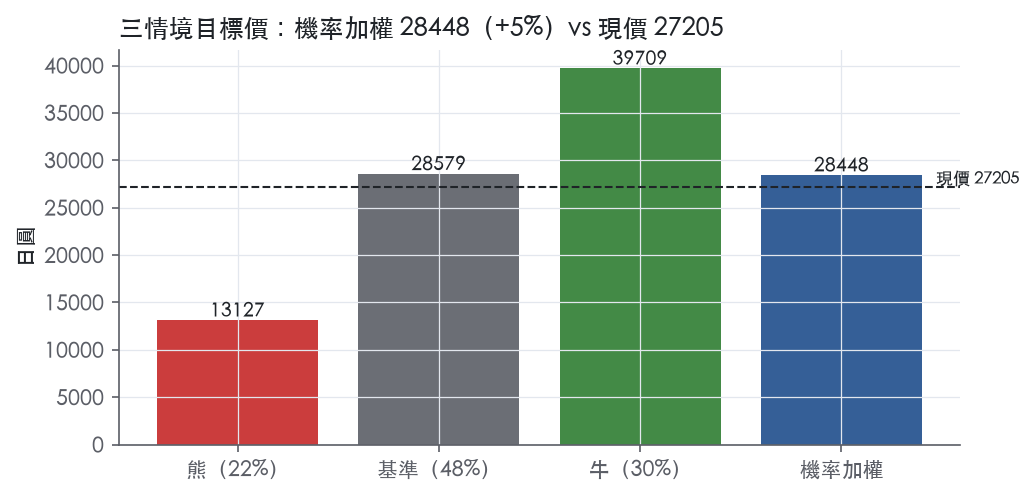 三情境目標價：機率加權 28448（+5%）vs 現價 27205
日圓
40000
35000
30000
25000
20000
15000
10000
5000
0
13127
28579
39709
28448
現價 27205
熊（22%）
基準（48%）
牛（30%）
機率加權